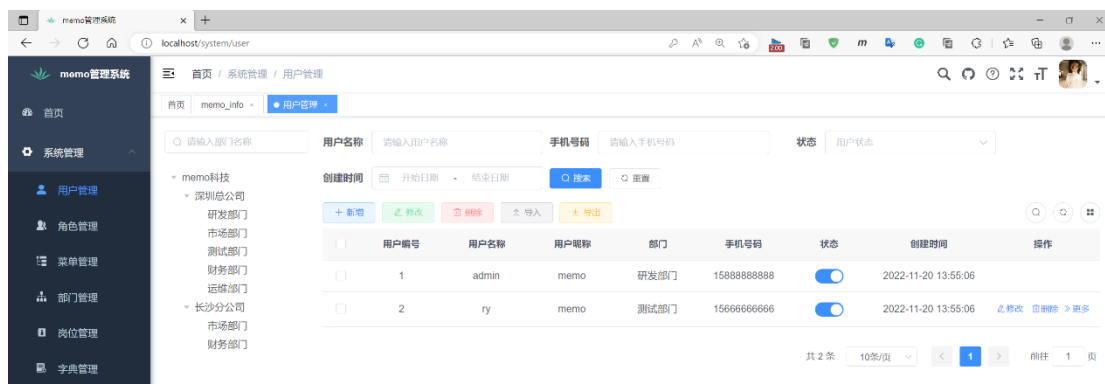 memo管理系统
localhost/system/user
2.00
memo管理系统
首页 / 系统管理 / 用户管理
首页 memo_info × 用户管理 ×
首页
系统管理
用户管理
角色管理
菜单管理
部门管理
岗位管理
字典管理
请输入部门名称
memo科技
深圳总公司
研发部门
市场部门
测试部门
财务部门
运维部门
长沙分公司
市场部门
财务部门
用户名称 请输入用户名称 手机号码 请输入手机号码 状态 用户状态
创建时间 开始日期 - 结束日期 搜索 重置
+ 新增 修改 删除 导入 导出
用户编号 用户名称 用户昵称 部门 手机号码 状态 创建时间 操作
1 admin memo 研发部门 15888888888 2022-11-20 13:55:06
2 ry memo 测试部门 15666666666 2022-11-20 13:55:06 修改 删除 更多
共 2 条 10条/页 < 1 > 前往 1 页